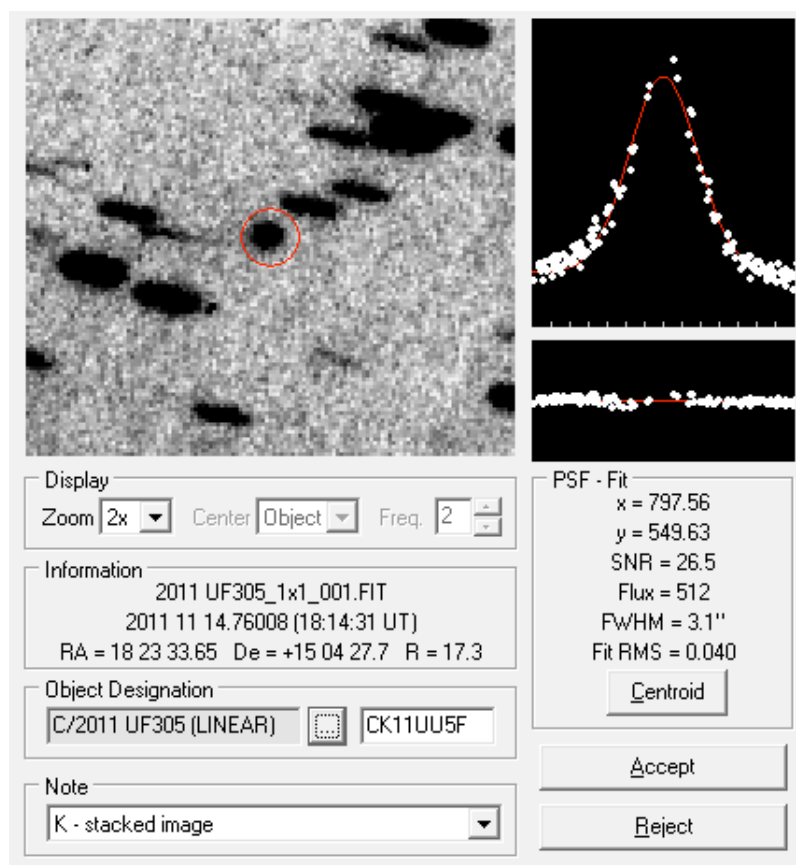 Display
Zoom 2x Center Object Freq. 2
Information
2011 UF305_1x1_001.FIT
2011 11 14.76008 (18:14:31 UT)
RA = 18 23 33.65 De = +15 04 27.7 R = 17.3
Object Designation
C/2011 UF305 (LINEAR) ... CK11UU5F
Note
K - stacked image
PSF - Fit
x = 797.56
y = 549.63
SNR = 26.5
Flux = 512
FWHM = 3.1''
Fit RMS = 0.040
Centroid
Accept
Reject